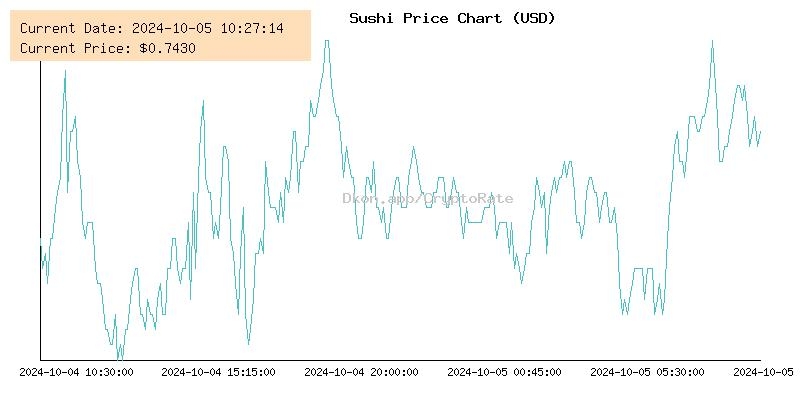 Sushi Price Chart (USD)
Current Date: 2024-10-05 10:27:14
Current Price: $0.7430
Dkon.app/CryptoRate
2024-10-04 10:30:00 2024-10-04 15:15:00 2024-10-04 20:00:00 2024-10-05 00:45:00 2024-10-05 05:30:00 2024-10-05